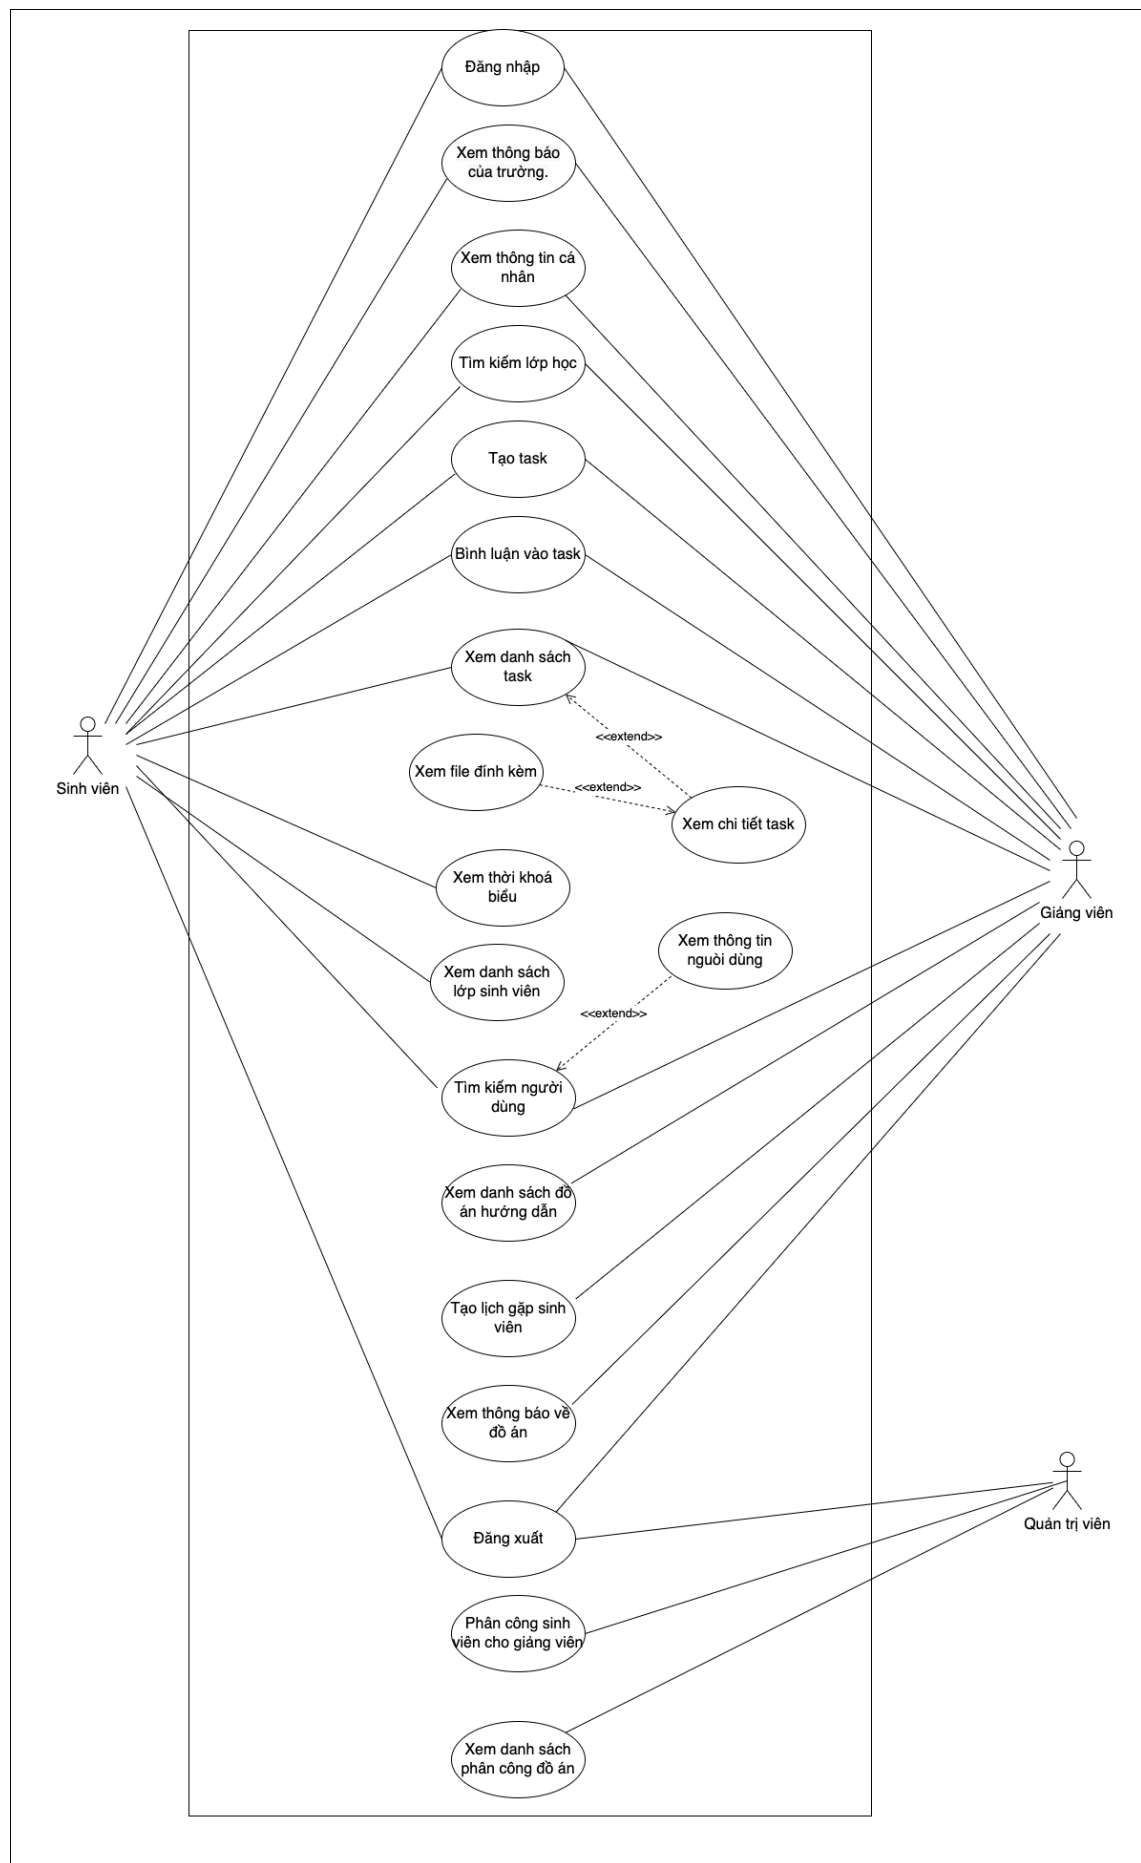 Đăng nhập
Xem thông báo
của trường.
Xem thông tin cá
nhân
Tìm kiếm lớp học
Tạo task
Bình luận vào task
Xem danh sách
task
<<extend>>
Xem file đính kèm
<<extend>>
Xem chi tiết task
Sinh viên
Xem thời khoá
biểu
Giảng viên
Xem thông tin
nguòi dùng
Xem danh sách
lớp sinh viên
<<extend>>
Tìm kiếm người
dùng
Xem danh sách đồ
án hướng dẫn
Tạo lịch gặp sinh
viên
Xem thông báo về
đồ án
Đăng xuất
Quản trị viên
Phân công sinh
viên cho giảng viên
Xem danh sách
phân công đồ án